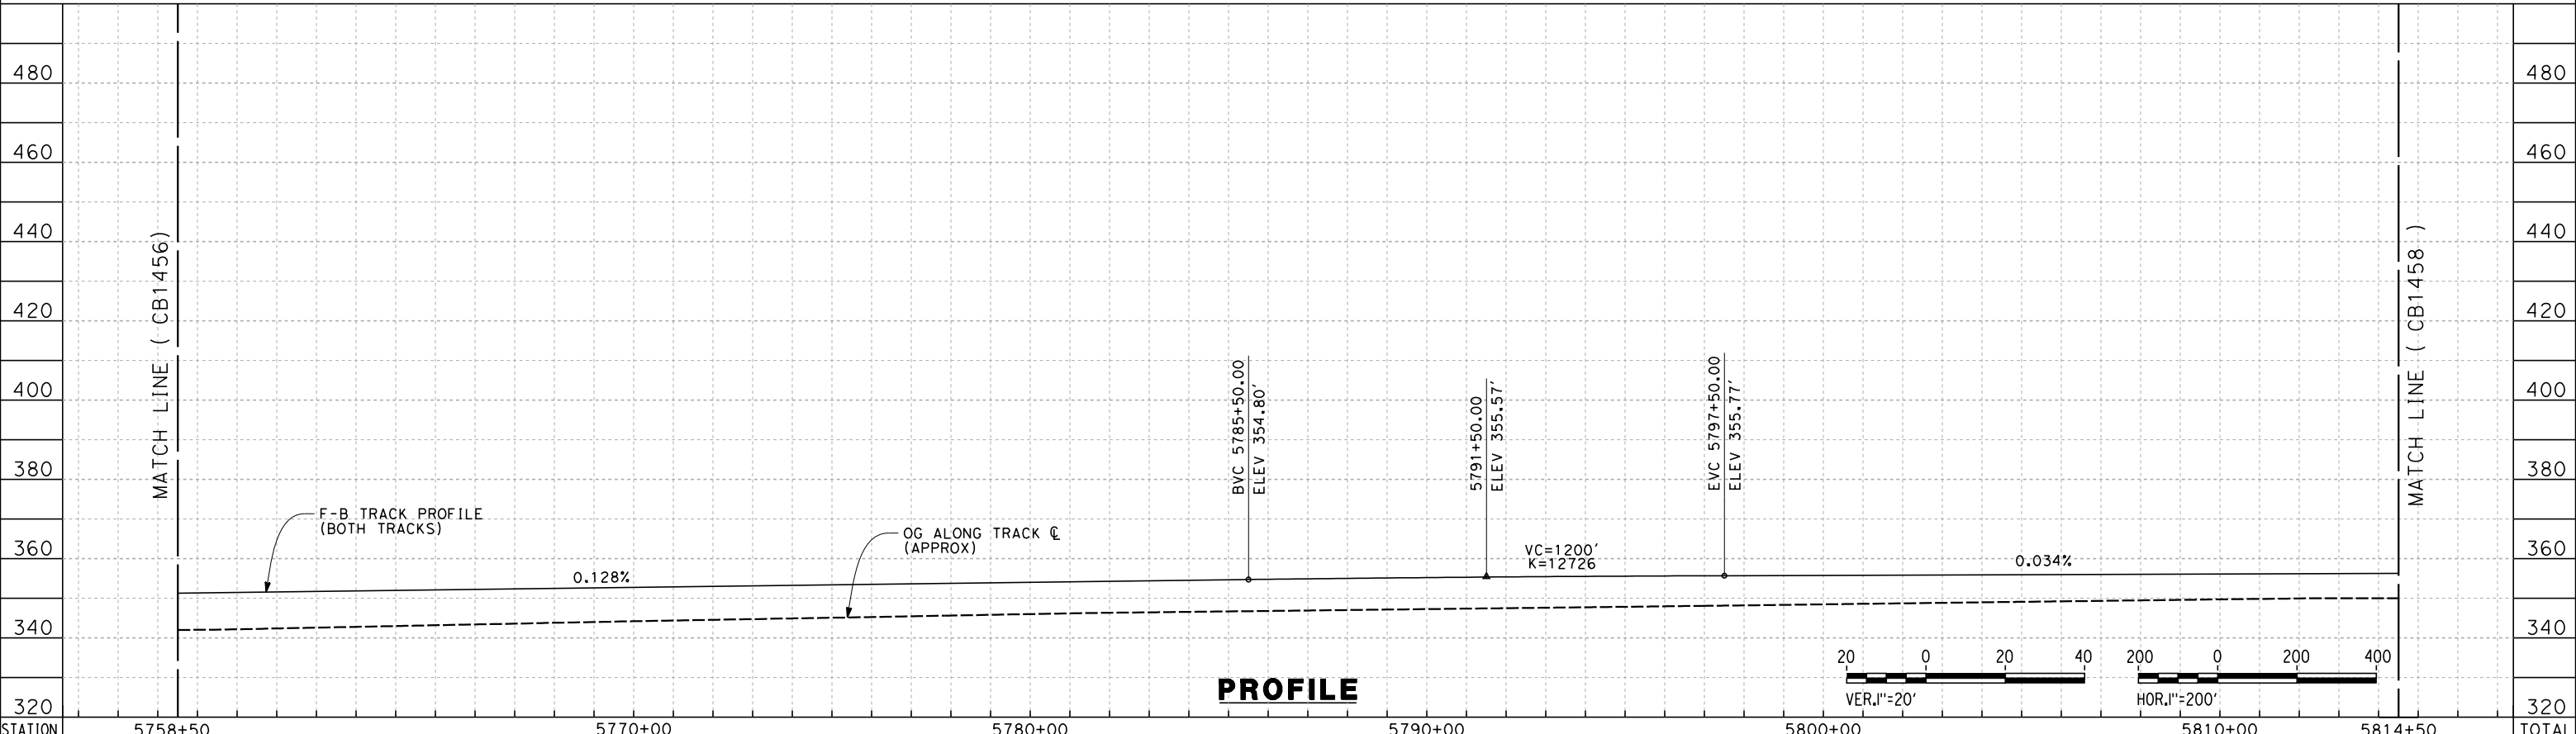 480
480
460
460
440
440
420
420
400
400
380
380
360
360
340
340
320
320
MATCH LINE ( CB1456)
MATCH LINE ( CB1458 )
BVC 5785+50.00
ELEV 354.80'
5791+50.00
ELEV 355.57'
EVC 5797+50.00
ELEV 355.77'
F-B TRACK PROFILE
(BOTH TRACKS)
OG ALONG TRACK ℄
(APPROX)
VC=1200'
K=12726
0.128%
0.034%
20 0 20 40
VER.1"=20'
200 0 200 400
HOR.1"=200'
PROFILE
STATION 5758+50 5770+00 5780+00 5790+00 5800+00 5810+00 5814+50 TOTAL